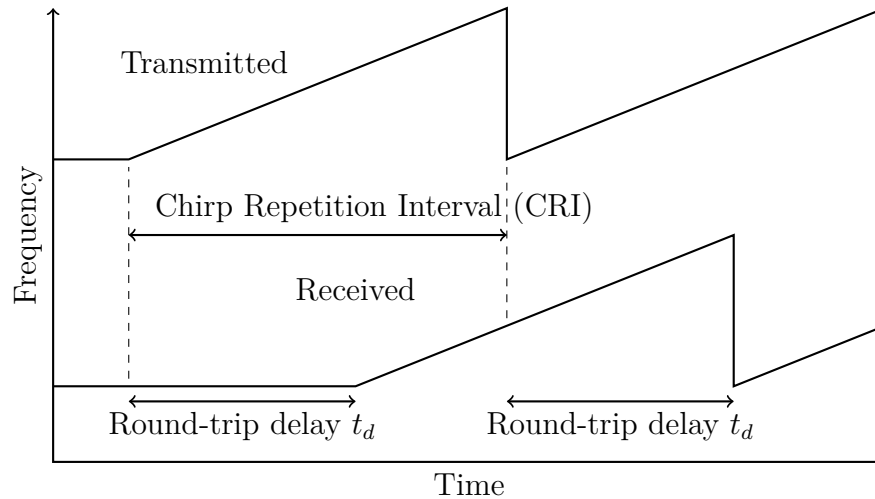 Transmitted
Chirp Repetition Interval (CRI)
Frequency
Received
Round-trip delay t_d
Round-trip delay t_d
Time